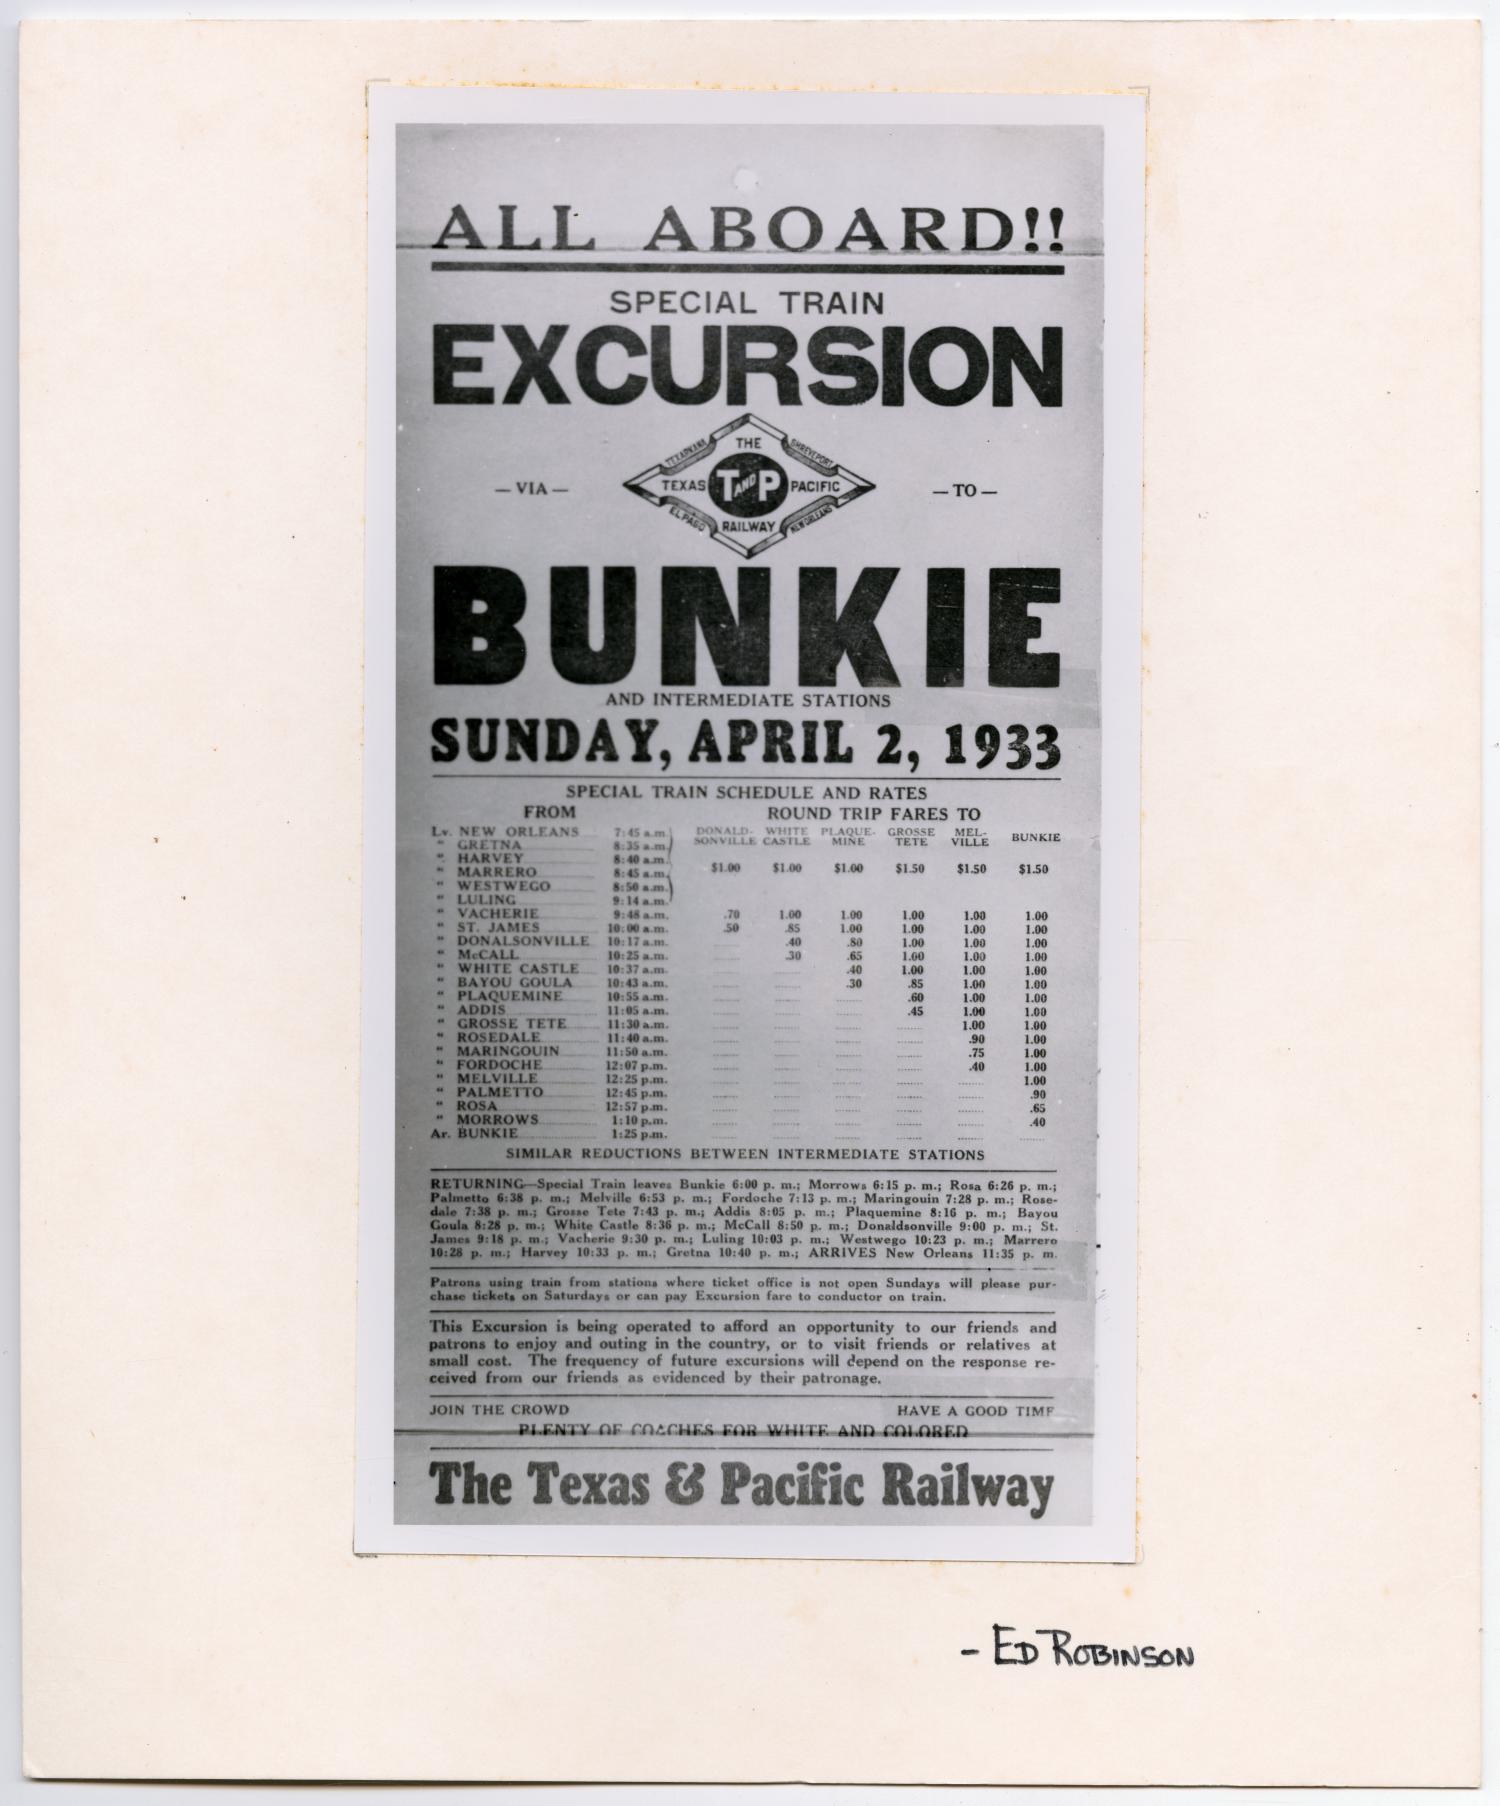 ALL ABOARD!!
SPECIAL TRAIN
EXCURSION
— VIA —
TEXARKANA
SHREVEPORT
THE
TEXAS T AND P PACIFIC
RAILWAY
EL PASO
NEW ORLEANS
— TO —
BUNKIE
AND INTERMEDIATE STATIONS
SUNDAY, APRIL 2, 1933
SPECIAL TRAIN SCHEDULE AND RATES
FROM ROUND TRIP FARES TO
DONALD- WHITE PLAQUE- GROSSE MEL- BUNKIE
SONVILLE CASTLE MINE TETE VILLE
Lv. NEW ORLEANS 7:45 a.m.
" GRETNA 8:35 a.m.
" HARVEY 8:40 a.m.
" MARRERO 8:45 a.m. $1.00 $1.00 $1.00 $1.50 $1.50 $1.50
" WESTWEGO 8:50 a.m.
" LULING 9:14 a.m.
" VACHERIE 9:48 a.m. .70 1.00 1.00 1.00 1.00 1.00
" ST. JAMES 10:00 a.m. .50 .85 1.00 1.00 1.00 1.00
" DONALSONVILLE 10:17 a.m. .40 .80 1.00 1.00 1.00
" McCALL 10:25 a.m. .30 .65 1.00 1.00 1.00
" WHITE CASTLE 10:37 a.m. .40 1.00 1.00 1.00
" BAYOU GOULA 10:43 a.m. .30 .85 1.00 1.00
" PLAQUEMINE 10:55 a.m. .60 1.00 1.00
" ADDIS 11:05 a.m. .45 1.00 1.00
" GROSSE TETE 11:30 a.m. 1.00 1.00
" ROSEDALE 11:40 a.m. .90 1.00
" MARINGOUIN 11:50 a.m. .75 1.00
" FORDOCHE 12:07 p.m. .40 1.00
" MELVILLE 12:25 p.m. 1.00
" PALMETTO 12:45 p.m. .90
" ROSA 12:57 p.m. .65
" MORROWS 1:10 p.m. .40
Ar. BUNKIE 1:25 p.m.
SIMILAR REDUCTIONS BETWEEN INTERMEDIATE STATIONS
RETURNING—Special Train leaves Bunkie 6:00 p. m.; Morrows 6:15 p. m.; Rosa 6:26 p. m.;
Palmetto 6:38 p. m.; Melville 6:53 p. m.; Fordoche 7:13 p. m.; Maringouin 7:28 p. m.; Rose-
dale 7:38 p. m.; Grosse Tete 7:43 p. m.; Addis 8:05 p. m.; Plaquemine 8:16 p. m.; Bayou
Goula 8:28 p. m.; White Castle 8:36 p. m.; McCall 8:50 p. m.; Donaldsonville 9:00 p. m.; St.
James 9:18 p. m.; Vacherie 9:30 p. m.; Luling 10:03 p. m.; Westwego 10:23 p. m.; Marrero
10:28 p. m.; Harvey 10:33 p. m.; Gretna 10:40 p. m.; ARRIVES New Orleans 11:35 p. m.
Patrons using train from stations where ticket office is not open Sundays will please pur-
chase tickets on Saturdays or can pay Excursion fare to conductor on train.
This Excursion is being operated to afford an opportunity to our friends and
patrons to enjoy and outing in the country, or to visit friends or relatives at
small cost. The frequency of future excursions will depend on the response re-
ceived from our friends as evidenced by their patronage.
JOIN THE CROWD HAVE A GOOD TIME
PLENTY OF COACHES FOR WHITE AND COLORED
The Texas & Pacific Railway
- ED ROBINSON